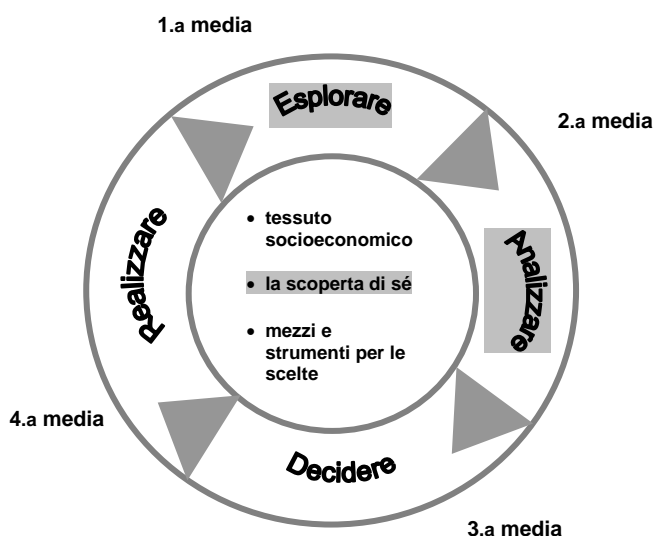 1.a media
Esplorare
2.a media
Analizzare
Realizzare
• tessuto
socioeconomico
• la scoperta di sé
• mezzi e
strumenti per le
scelte
4.a media
Decidere
3.a media